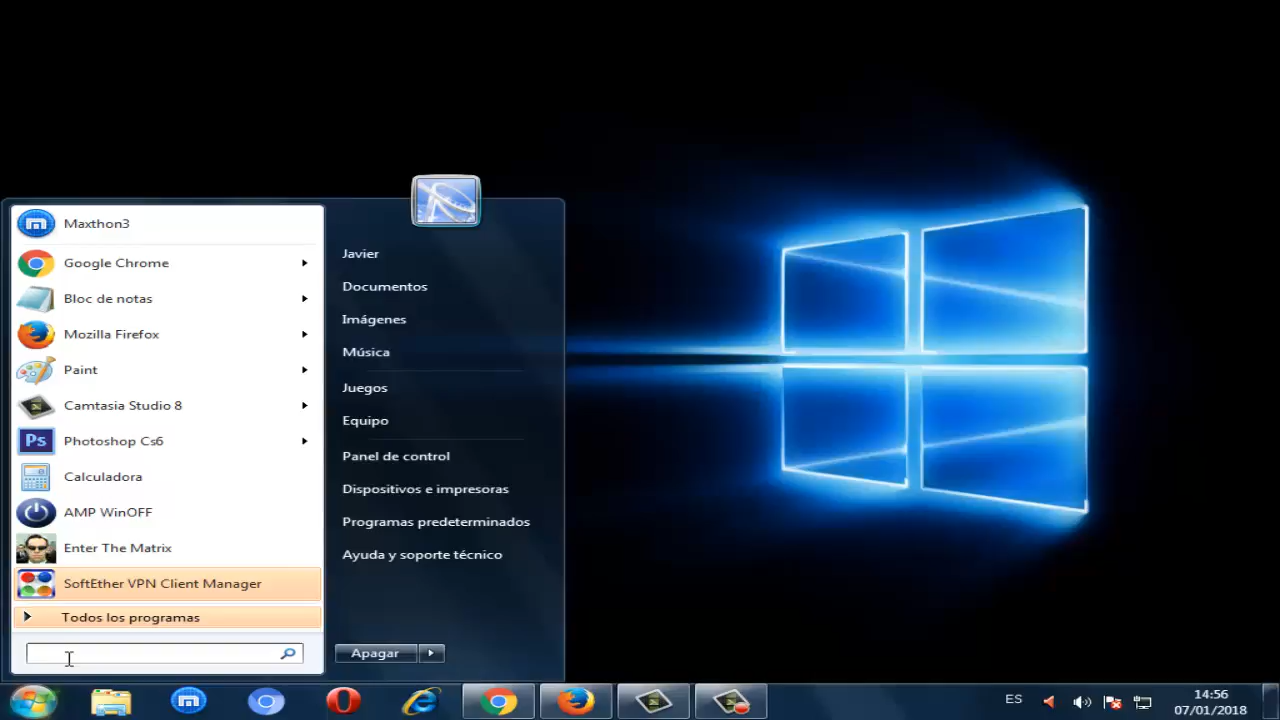 Maxthon3
Google Chrome
Bloc de notas
Mozilla Firefox
Paint
Camtasia Studio 8
Ps
Photoshop Cs6
Calculadora
AMP WinOFF
Enter The Matrix
SoftEther VPN Client Manager
Todos los programas
Javier
Documentos
Imágenes
Música
Juegos
Equipo
Panel de control
Dispositivos e impresoras
Programas predeterminados
Ayuda y soporte técnico
Apagar
ES
14:56
07/01/2018